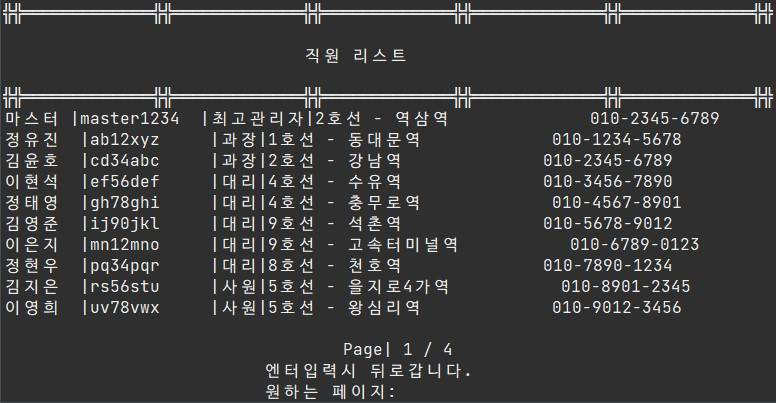 직원 리스트
마스터 |master1234 |최고관리자|2호선 - 역삼역 010-2345-6789
정유진 |ab12xyz |과장|1호선 - 동대문역 010-1234-5678
김윤호 |cd34abc |과장|2호선 - 강남역 010-2345-6789
이현석 |ef56def |대리|4호선 - 수유역 010-3456-7890
정태영 |gh78ghi |대리|4호선 - 충무로역 010-4567-8901
김영준 |ij90jkl |대리|9호선 - 석촌역 010-5678-9012
이은지 |mn12mno |대리|9호선 - 고속터미널역 010-6789-0123
정현우 |pq34pqr |대리|8호선 - 천호역 010-7890-1234
김지은 |rs56stu |사원|5호선 - 을지로4가역 010-8901-2345
이영희 |uv78vwx |사원|5호선 - 왕심리역 010-9012-3456
Page| 1 / 4
엔터입력시 뒤로갑니다.
원하는 페이지: